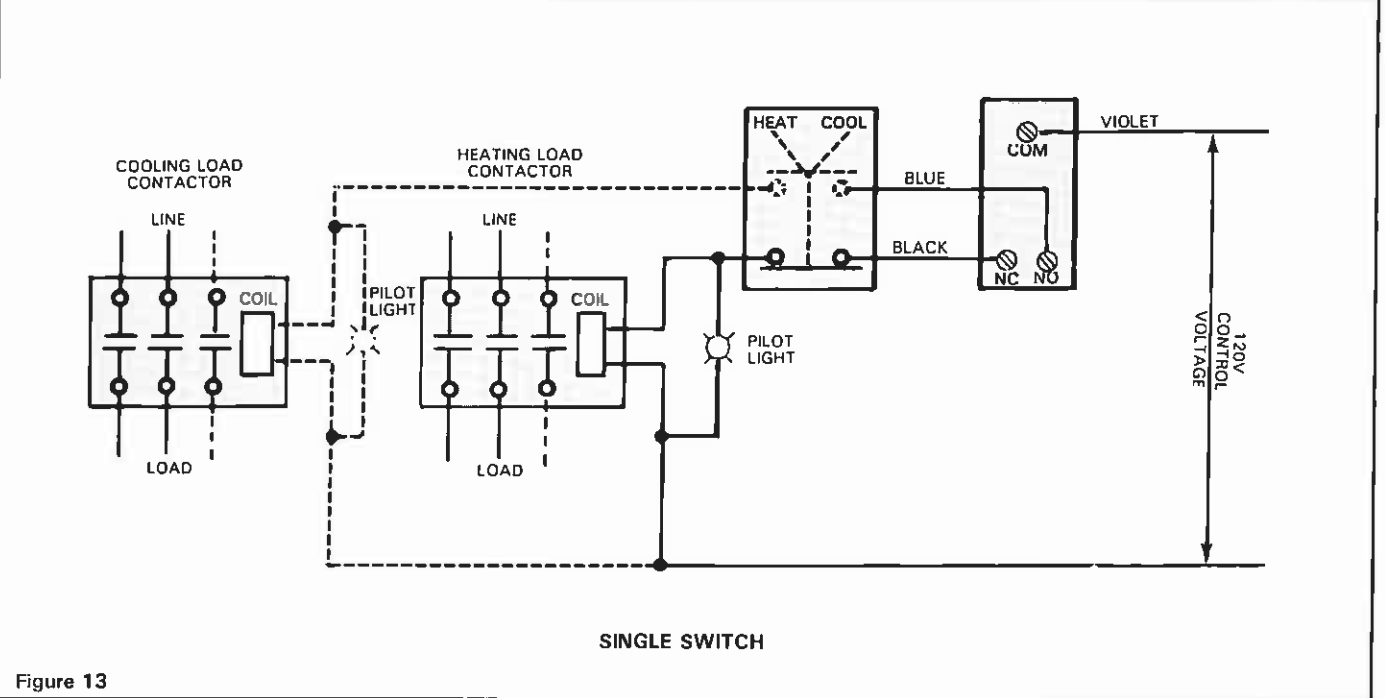 HEAT COOL
COM
VIOLET
COOLING LOAD
CONTACTOR
HEATING LOAD
CONTACTOR
BLUE
LINE
LINE
BLACK
NC NO
COIL
PILOT
LIGHT
COIL
PILOT
LIGHT
120V
CONTROL
VOLTAGE
LOAD
LOAD
SINGLE SWITCH
Figure 13